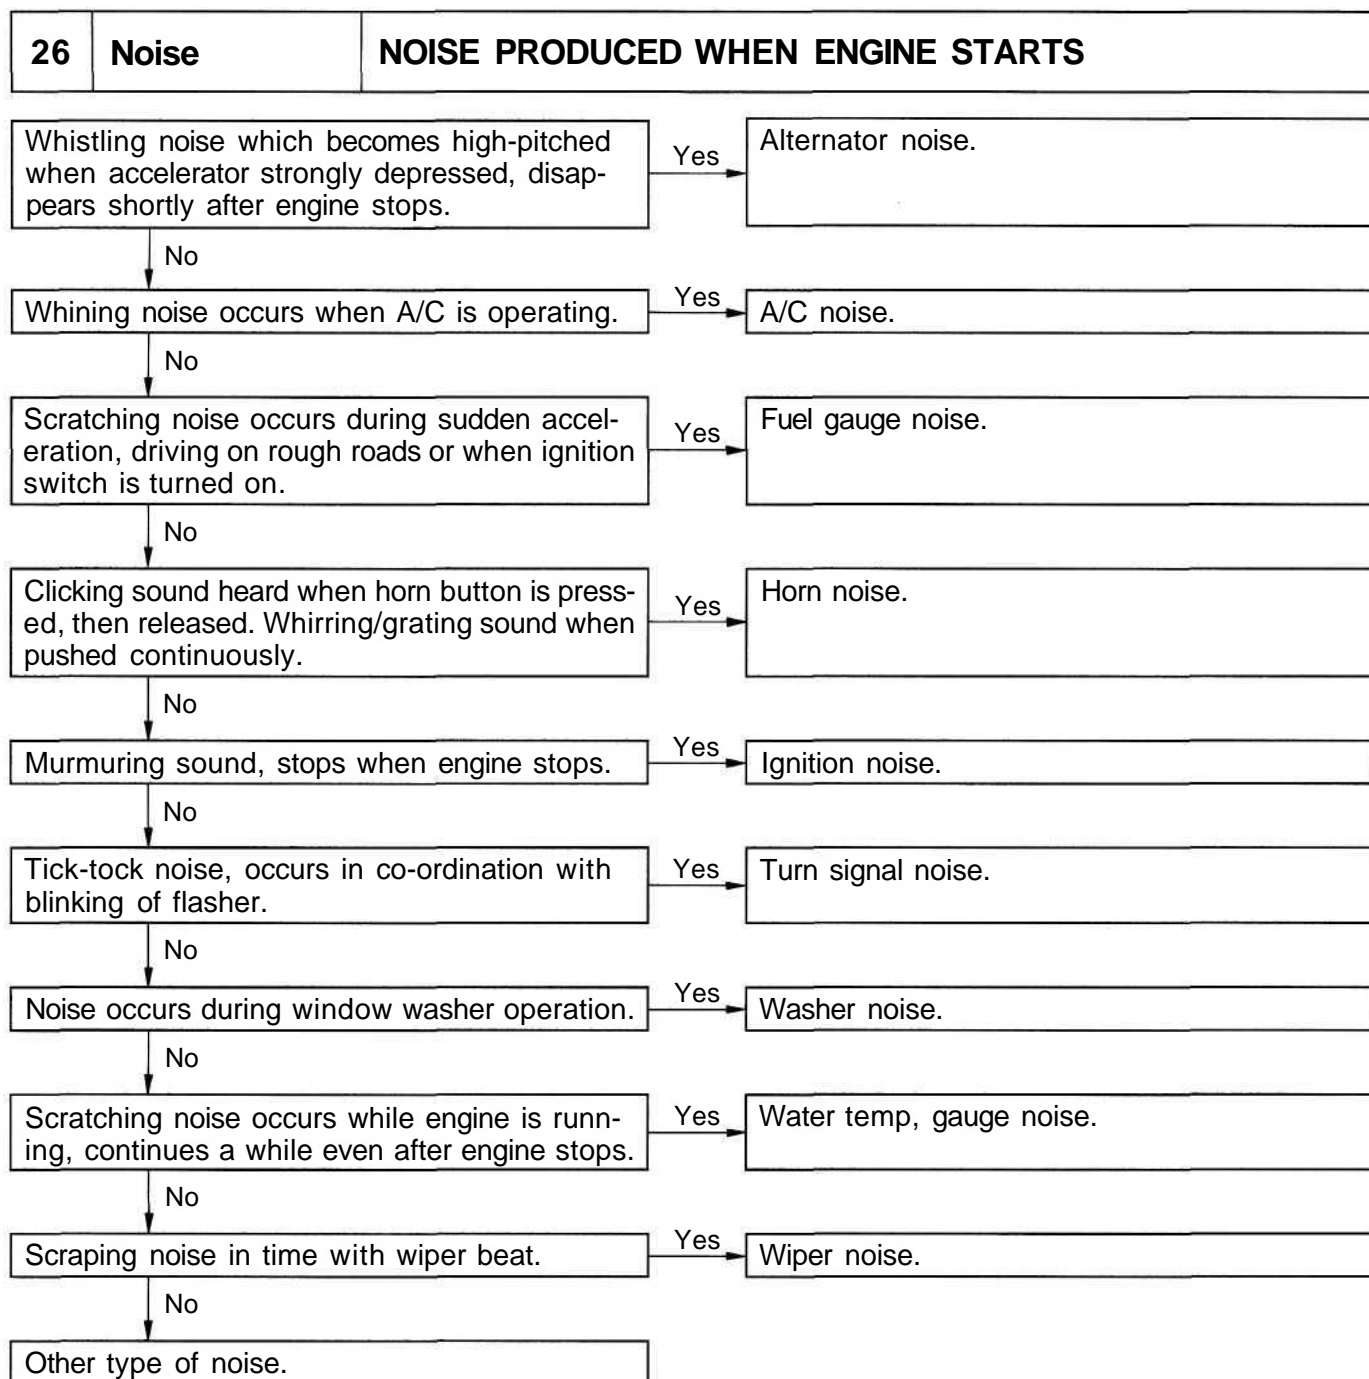 26 Noise NOISE PRODUCED WHEN ENGINE STARTS
Whistling noise which becomes high-pitched
when accelerator strongly depressed, disap-
pears shortly after engine stops.
Yes
Alternator noise.
No
Whining noise occurs when A/C is operating.
Yes
A/C noise.
No
Scratching noise occurs during sudden accel-
eration, driving on rough roads or when ignition
switch is turned on.
Yes
Fuel gauge noise.
No
Clicking sound heard when horn button is press-
ed, then released. Whirring/grating sound when
pushed continuously.
Yes
Horn noise.
No
Murmuring sound, stops when engine stops.
Yes
Ignition noise.
No
Tick-tock noise, occurs in co-ordination with
blinking of flasher.
Yes
Turn signal noise.
No
Noise occurs during window washer operation.
Yes
Washer noise.
No
Scratching noise occurs while engine is runn-
ing, continues a while even after engine stops.
Yes
Water temp, gauge noise.
No
Scraping noise in time with wiper beat.
Yes
Wiper noise.
No
Other type of noise.